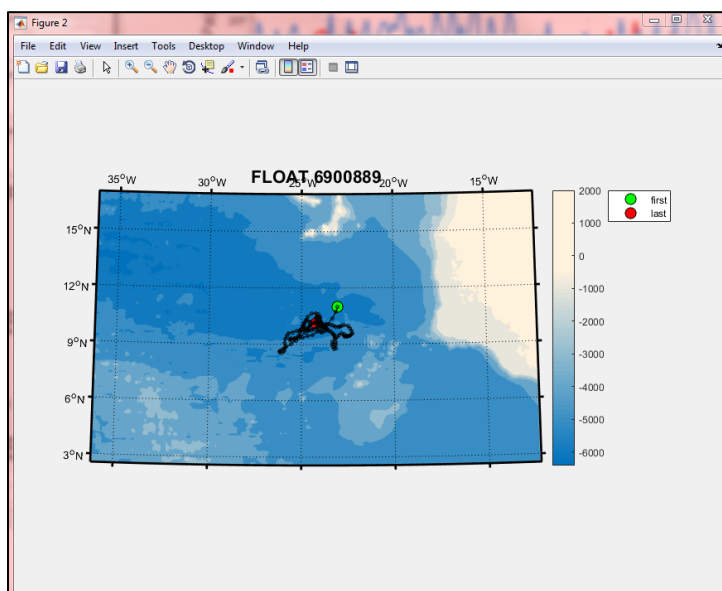 Figure 2
File Edit View Insert Tools Desktop Window Help
FLOAT 6900889
35°W 30°W 25°W 20°W 15°W
15°N
12°N
9°N
6°N
3°N
2000
1000
0
-1000
-2000
-3000
-4000
-5000
-6000
first
last